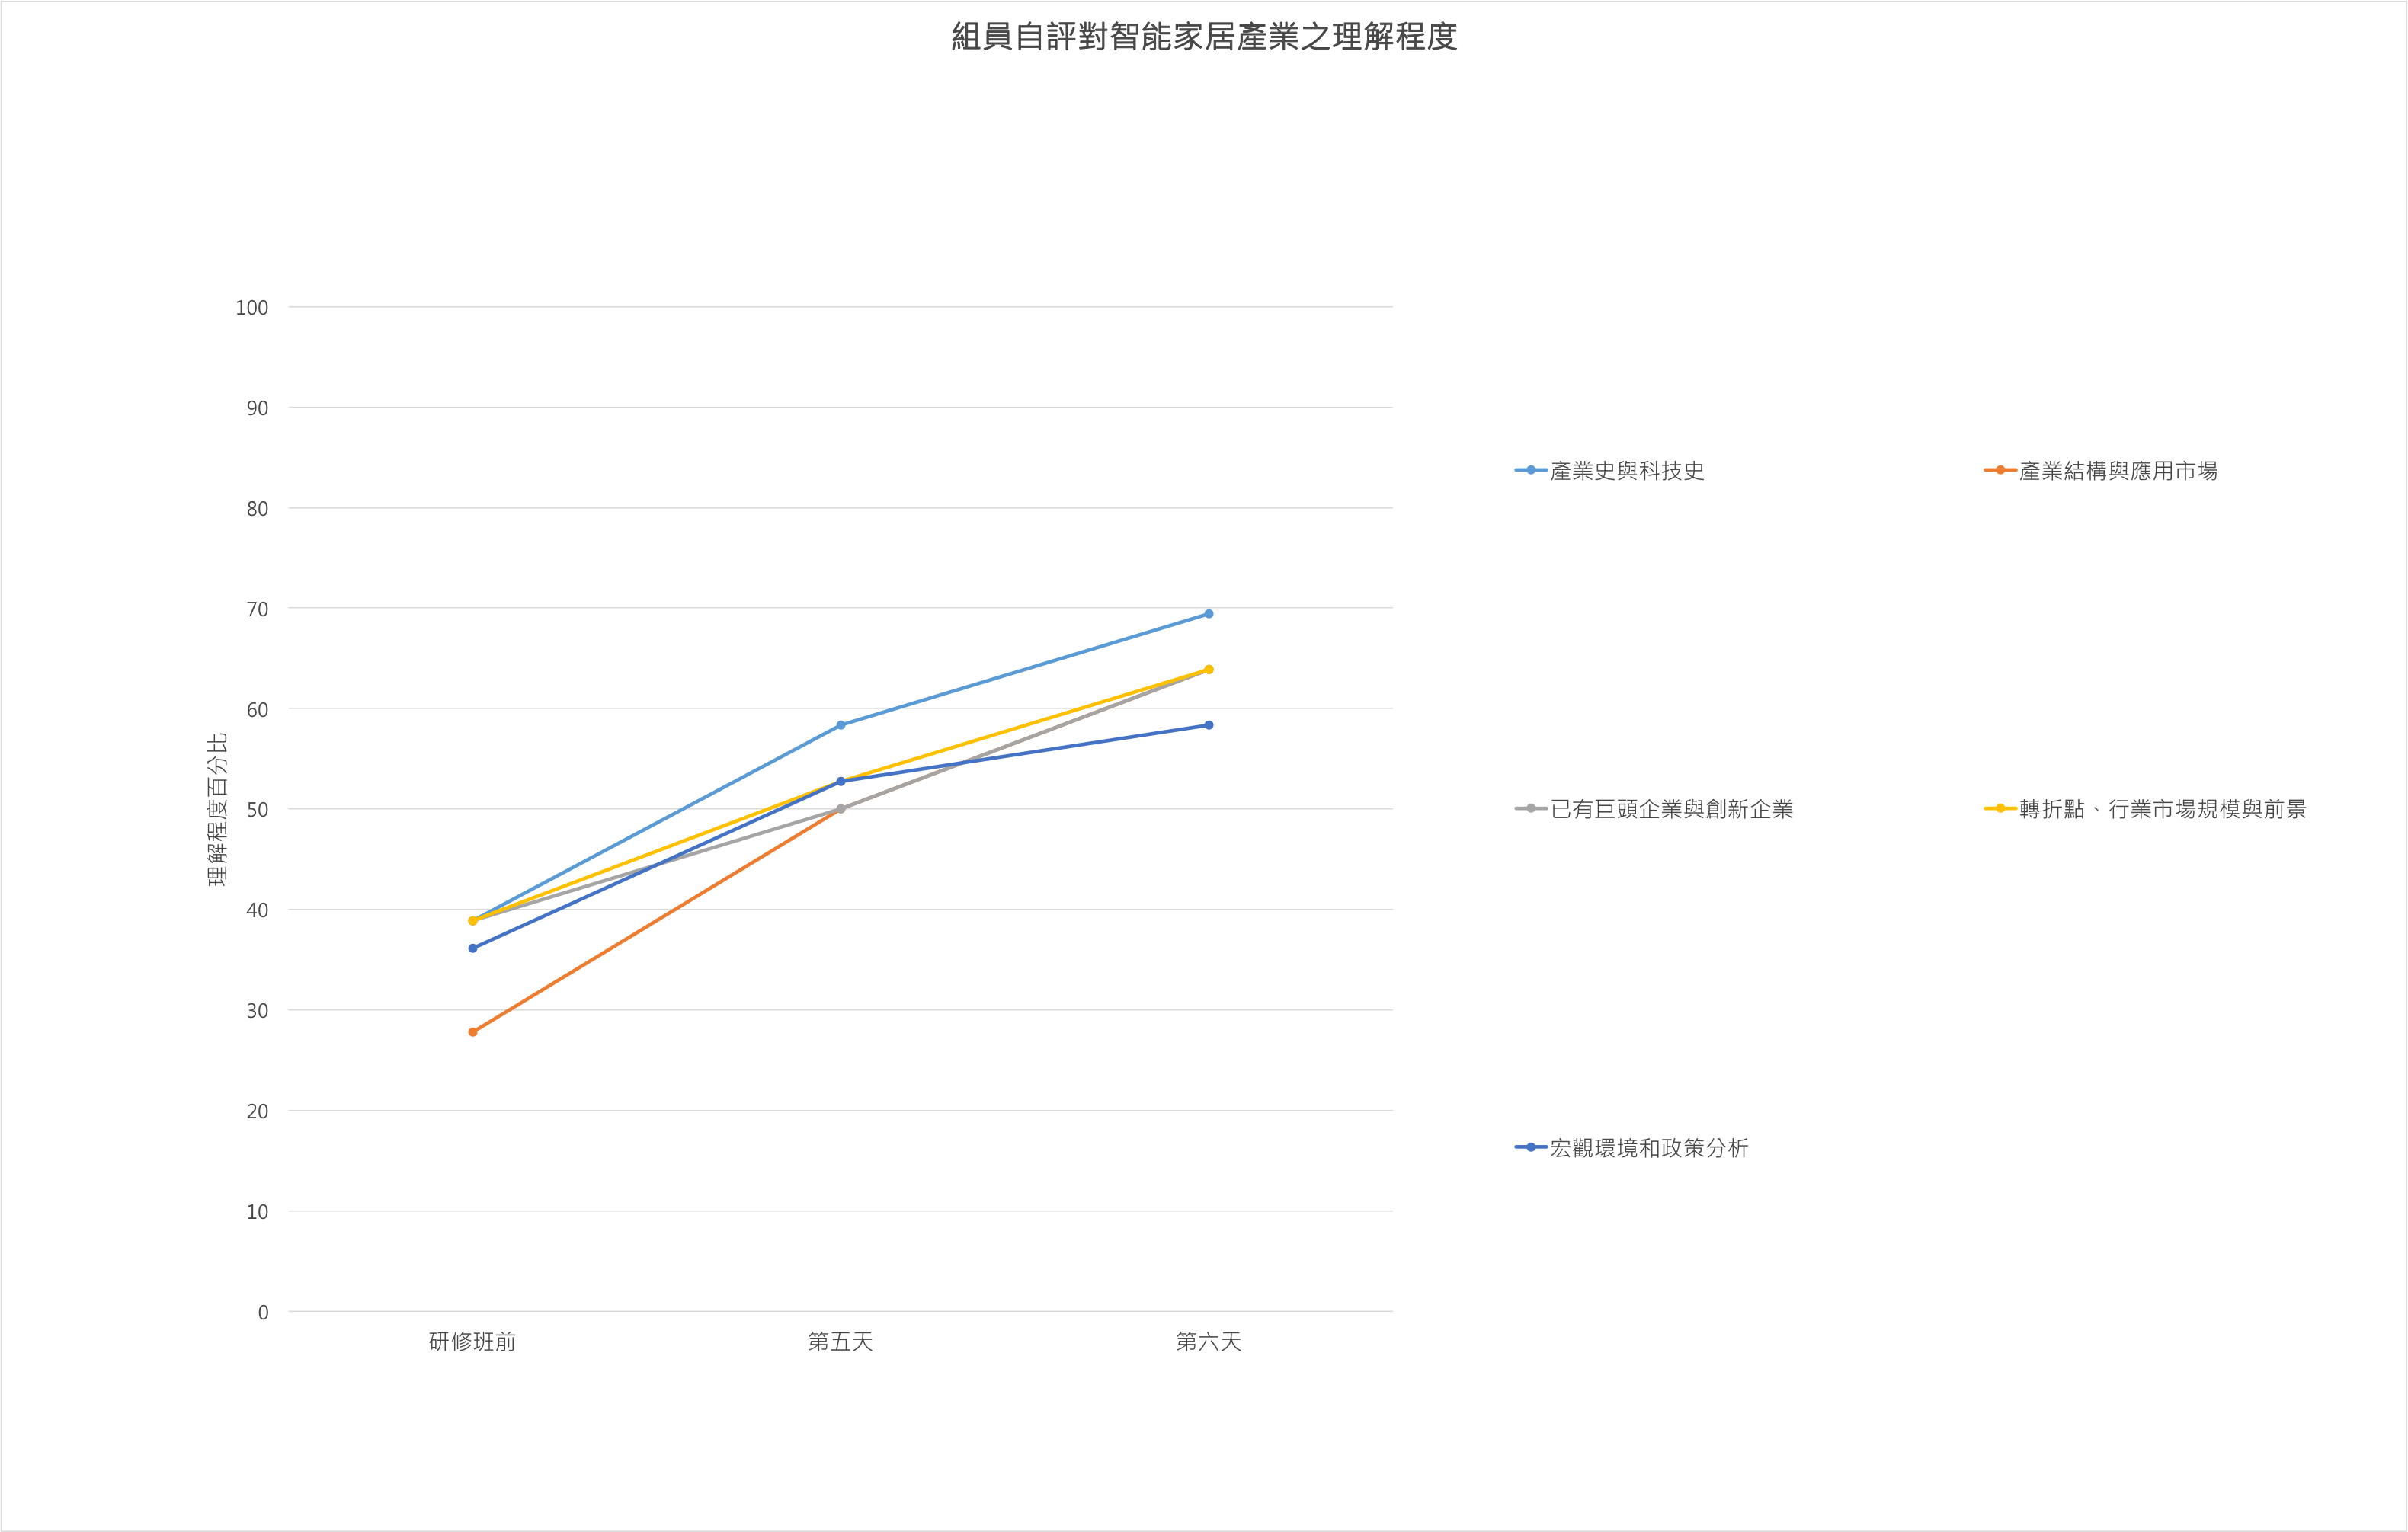 組員自評對智能家居產業之理解程度
100
90
80
70
60
50
40
30
20
10
0
理解程度百分比
研修班前
第五天
第六天
產業史與科技史
產業結構與應用市場
已有巨頭企業與創新企業
轉折點、行業市場規模與前景
宏觀環境和政策分析